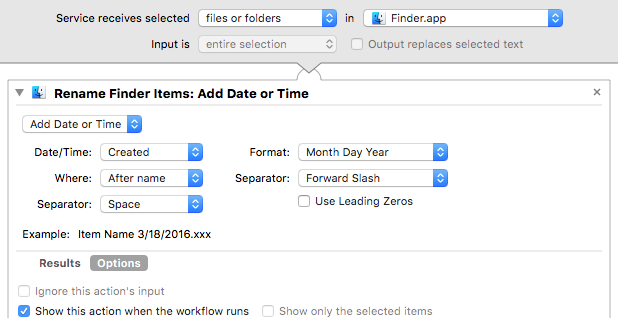 Service receives selected files or folders in Finder.app
Input is entire selection Output replaces selected text
Rename Finder Items: Add Date or Time
Add Date or Time
Date/Time: Created Format: Month Day Year
Where: After name Separator: Forward Slash
Separator: Space Use Leading Zeros
Example: Item Name 3/18/2016.xxx
Results Options
Ignore this action's input
Show this action when the workflow runs Show only the selected items